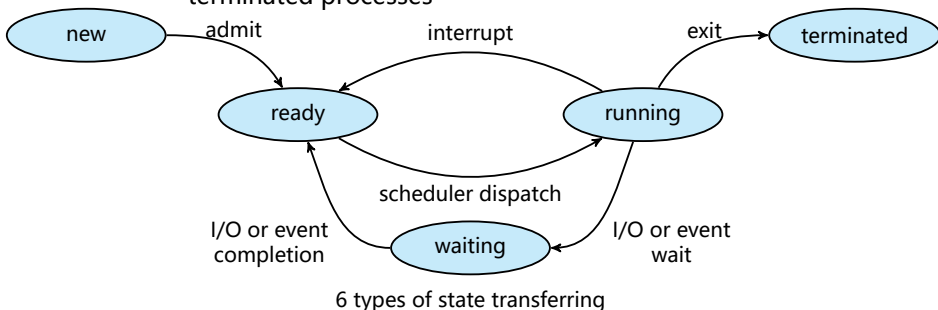 terminated processes
new
admit
interrupt
exit
terminated
ready
running
scheduler dispatch
I/O or event
completion
waiting
I/O or event
wait
6 types of state transferring